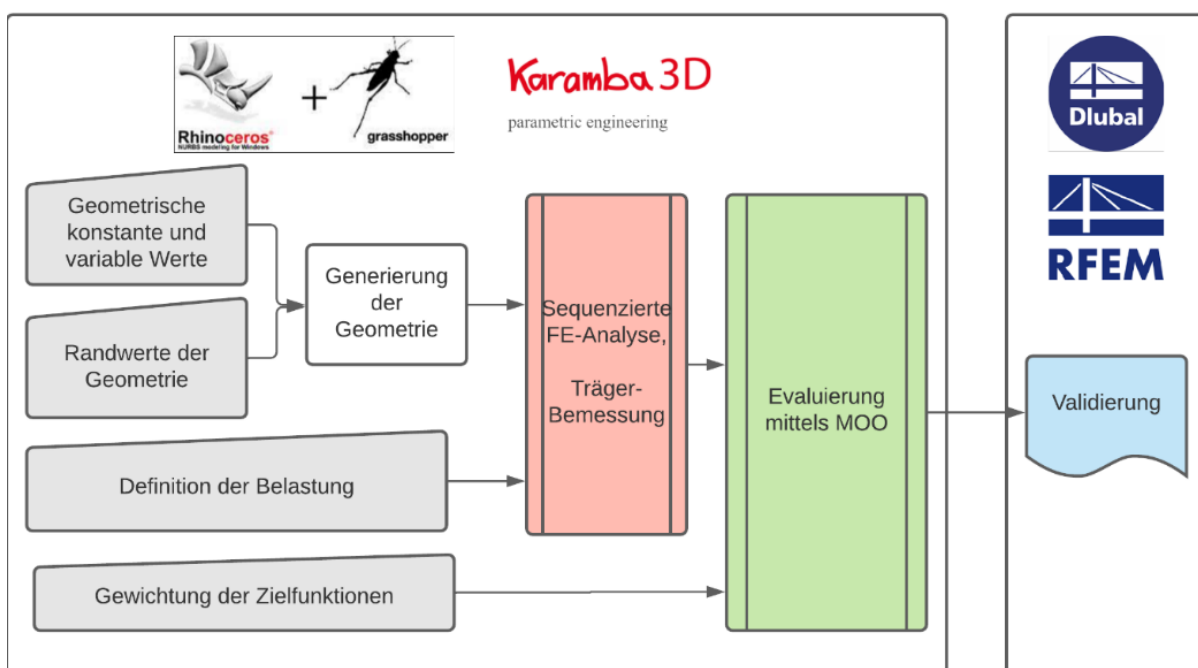 Rhinoceros®
NURBS modeling for Windows
+
grasshopper
Karamba 3D
parametric engineering
Dlubal
RFEM
Geometrische
konstante und
variable Werte
Randwerte der
Geometrie
Generierung
der
Geometrie
Definition der Belastung
Gewichtung der Zielfunktionen
Sequenzierte
FE-Analyse,
Träger-
Bemessung
Evaluierung
mittels MOO
Validierung